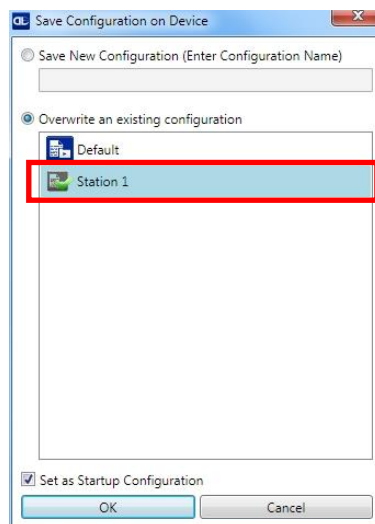 DL Save Configuration on Device X
Save New Configuration (Enter Configuration Name)
Overwrite an existing configuration
Default
Station 1
Set as Startup Configuration
OK Cancel